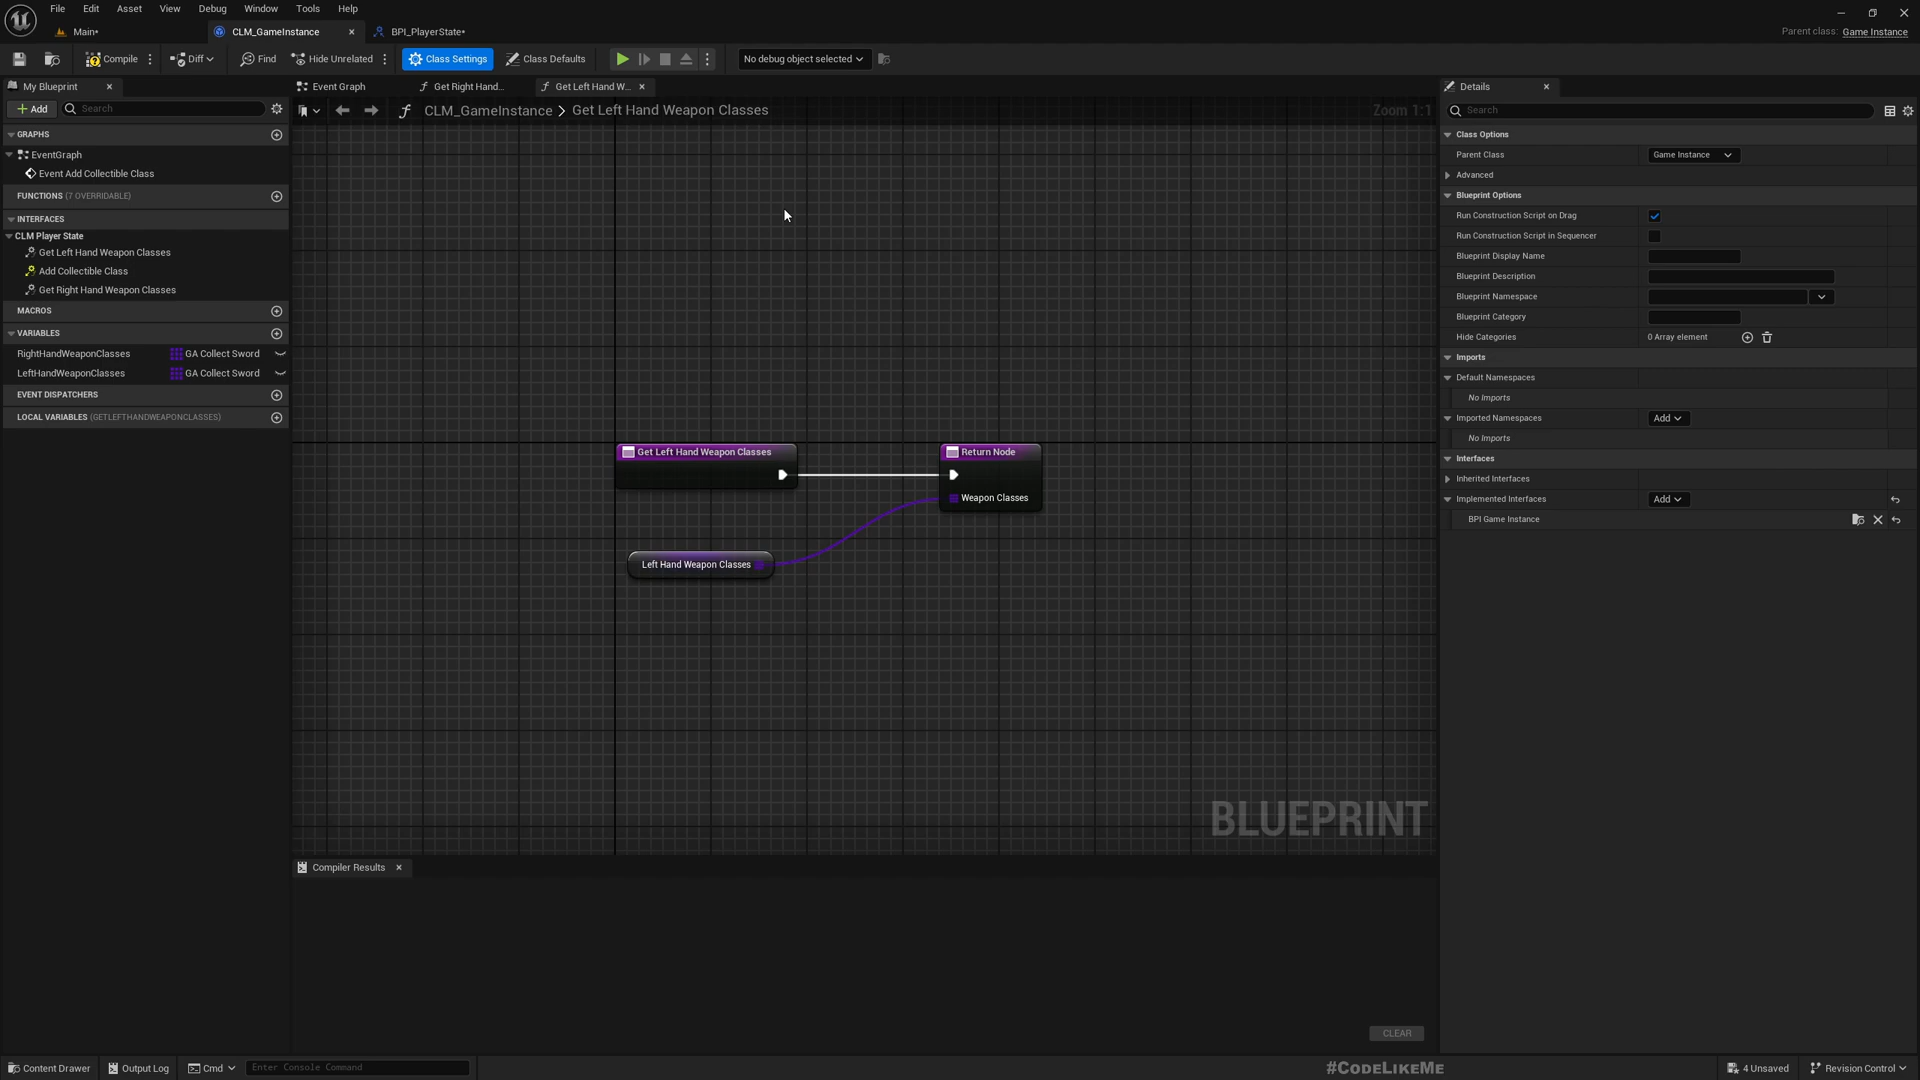 File Edit Asset View Debug Window Tools Help
Main* CLM_GameInstance BPI_PlayerState* Parent class: Game Instance
Compile Diff Find Hide Unrelated Class Settings Class Defaults No debug object selected
My Blueprint Event Graph Get Right Hand... Get Left Hand W... Details
Add Search CLM_GameInstance > Get Left Hand Weapon Classes Zoom 1:1 Search
GRAPHS
EventGraph
Event Add Collectible Class
FUNCTIONS (7 OVERRIDABLE)
INTERFACES
CLM Player State
Get Left Hand Weapon Classes
Add Collectible Class
Get Right Hand Weapon Classes
MACROS
VARIABLES
RightHandWeaponClasses GA Collect Sword
LeftHandWeaponClasses GA Collect Sword
EVENT DISPATCHERS
LOCAL VARIABLES (GETLEFTHANDWEAPONCLASSES)
Get Left Hand Weapon Classes
Return Node
Weapon Classes
Left Hand Weapon Classes
BLUEPRINT
Class Options
Parent Class Game Instance
Advanced
Blueprint Options
Run Construction Script on Drag
Run Construction Script in Sequencer
Blueprint Display Name
Blueprint Description
Blueprint Namespace
Blueprint Category
Hide Categories 0 Array element
Imports
Default Namespaces
No Imports
Imported Namespaces Add
No Imports
Interfaces
Inherited Interfaces
Implemented Interfaces Add
BPI Game Instance
Compiler Results
CLEAR
Content Drawer Output Log Cmd Enter Console Command #CODELIKEME 4 Unsaved Revision Control